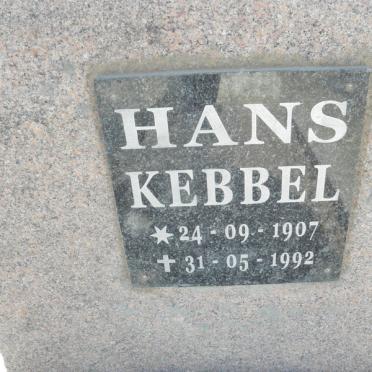 HANS
KEBBEL
★ 24 - 09 - 1907
✝ 31 - 05 - 1992